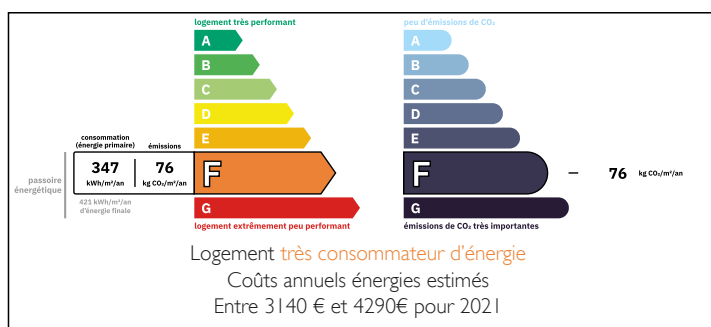 logement très performant
A
B
C
D
E
consommation
(énergie primaire)
émissions
347
kWh/m²/an
76
kg CO₂/m²/an
F
passoire
énergétique
421 kWh/m²/an
d'énergie finale
G
logement extrêmement peu performant
peu d'émissions de CO₂
A
B
C
D
E
F
76 kg CO₂/m²/an
G
émissions de CO₂ très importantes
Logement très consommateur d'énergie
Coûts annuels énergies estimés
Entre 3140 € et 4290€ pour 2021